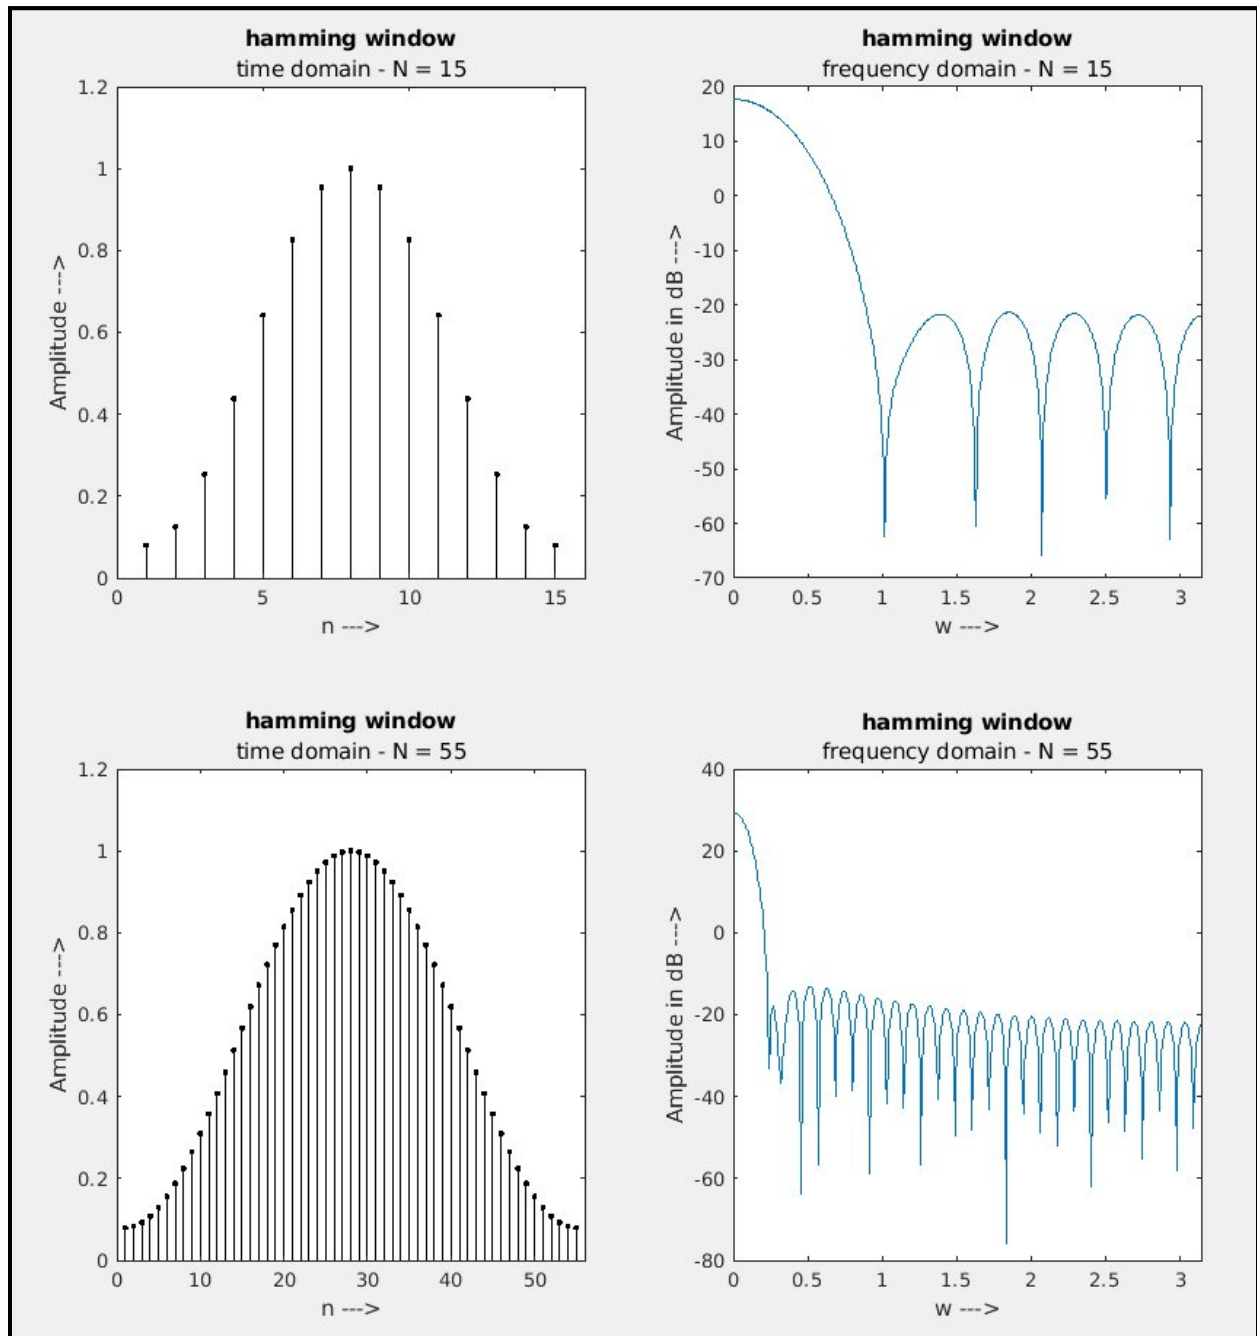 hamming window
time domain - N = 15
1.2
1
0.8
0.6
0.4
0.2
0
0 5 10 15
Amplitude --->
n --->
hamming window
frequency domain - N = 15
20
10
0
-10
-20
-30
-40
-50
-60
-70
0 0.5 1 1.5 2 2.5 3
Amplitude in dB --->
w --->
hamming window
time domain - N = 55
1.2
1
0.8
0.6
0.4
0.2
0
0 10 20 30 40 50
Amplitude --->
n --->
hamming window
frequency domain - N = 55
40
20
0
-20
-40
-60
-80
0 0.5 1 1.5 2 2.5 3
Amplitude in dB --->
w --->